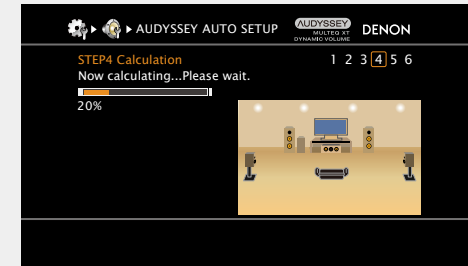 AUDYSSEY AUTO SETUP
AUDYSSEY
MULTEQ XT
DYNAMIC VOLUME
DENON
STEP4 Calculation
1 2 3 4 5 6
Now calculating...Please wait.
20%